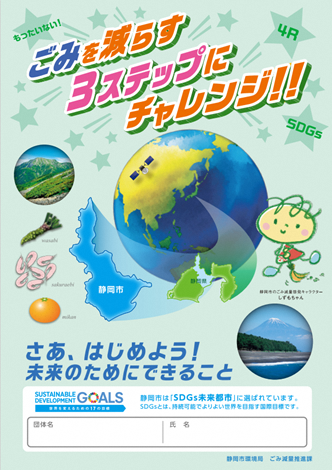 もったいない!
ごみを減らす
3ステップに
チャレンジ!!
4R
SDGs
wasabi
sakuraebi
mikan
静岡市
静岡県
静岡市のごみ減量啓発キャラクター
しずもちゃん
さあ、はじめよう!
未来のためにできること
SUSTAINABLE DEVELOPMENT GOALS
世界を変えるための17の目標
静岡市は「SDGs未来都市」に選ばれています。
SDGsとは、持続可能でよりよい世界を目指す国際目標です。
団体名
氏 名
静岡市環境局 ごみ減量推進課